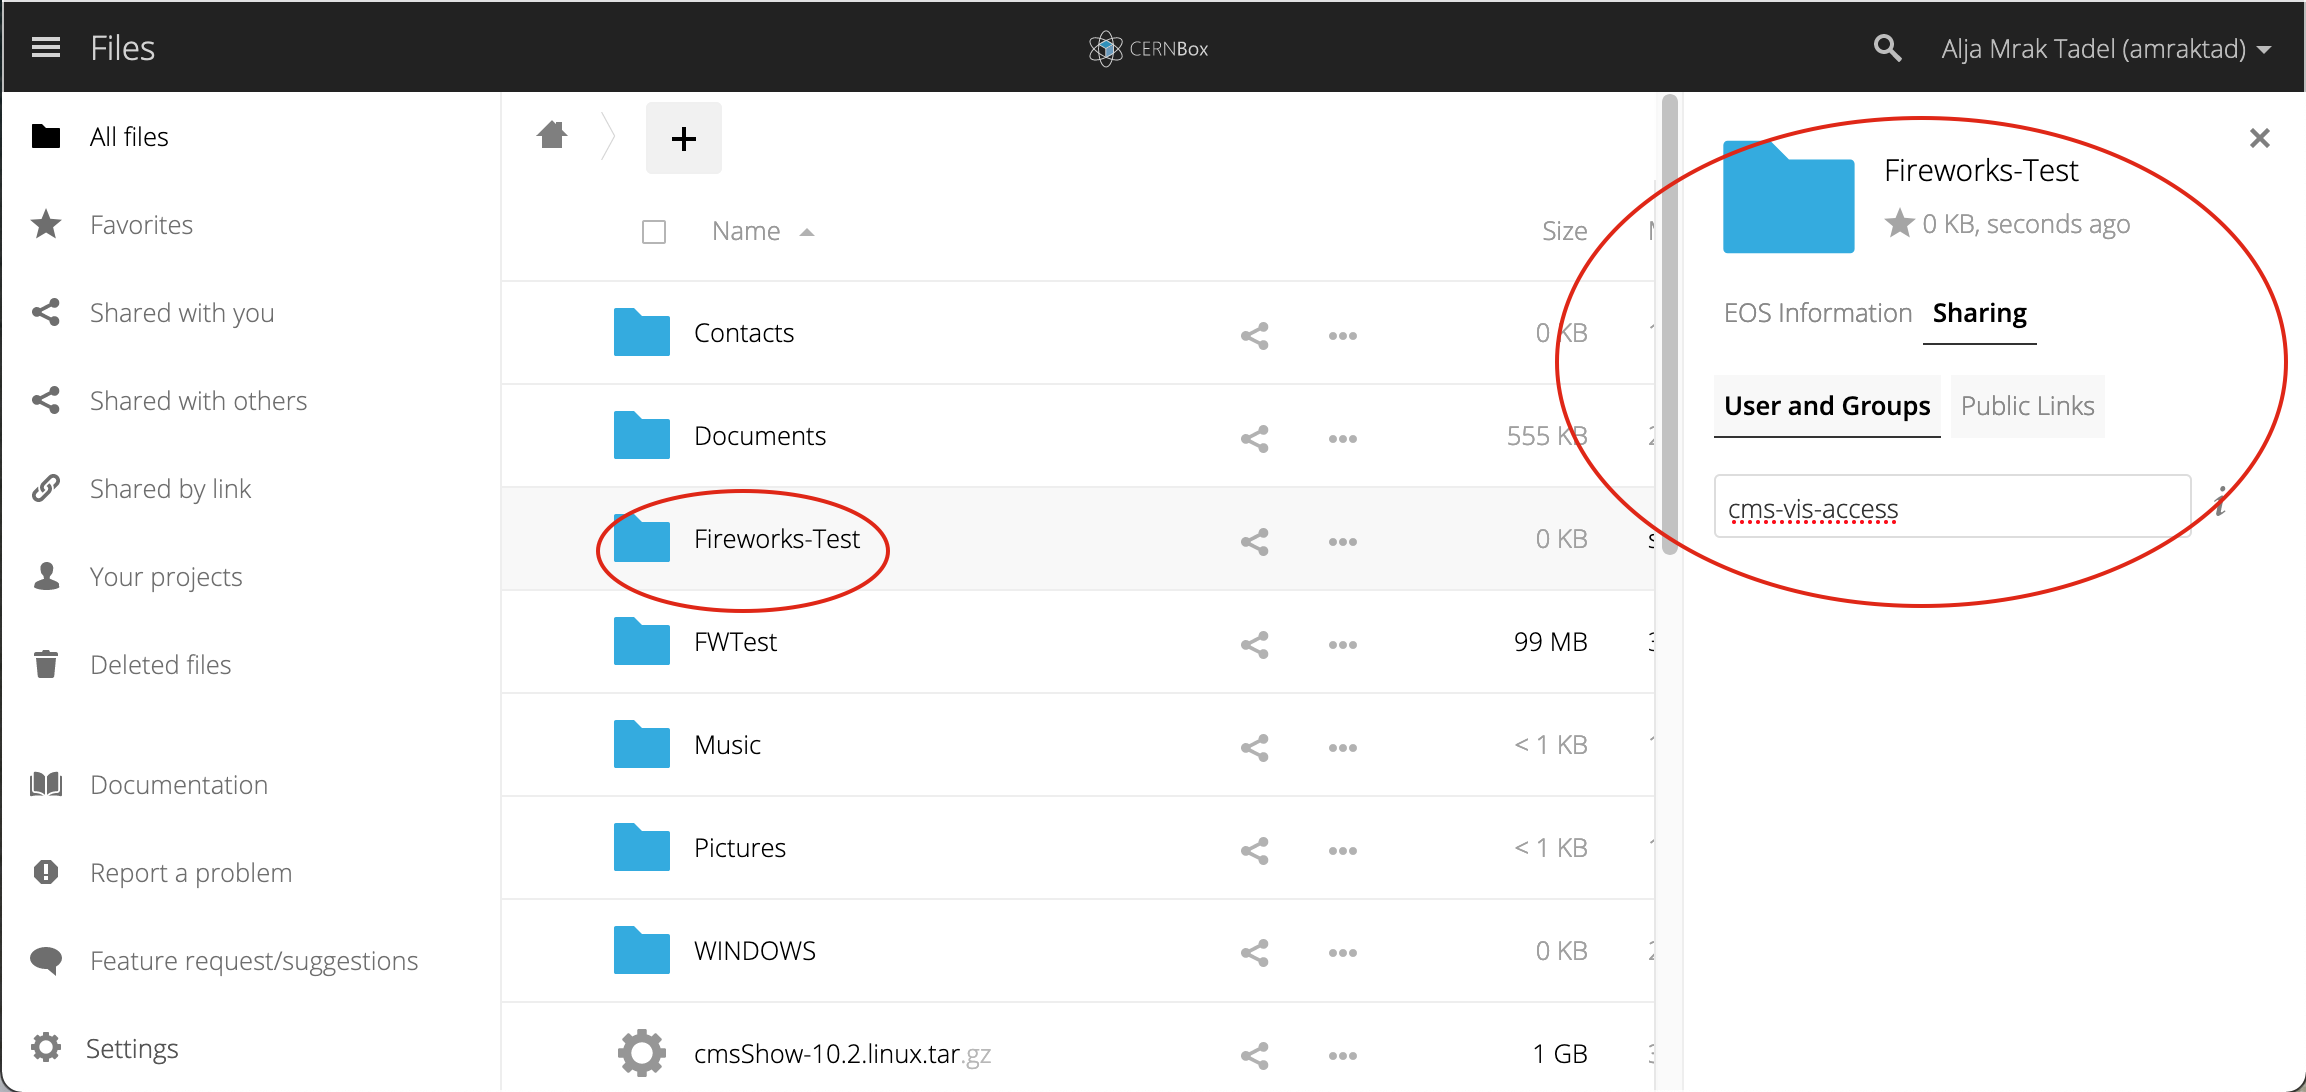 Files
CERNBox
Alja Mrak Tadel (amraktad)
All files
Favorites
Shared with you
Shared with others
Shared by link
Your projects
Deleted files
Documentation
Report a problem
Feature request/suggestions
Settings
+
Name Size
Contacts 0 KB
Documents 555 KB
Fireworks-Test 0 KB
FWTest 99 MB
Music < 1 KB
Pictures < 1 KB
WINDOWS 0 KB
cmsShow-10.2.linux.tar.gz 1 GB
Fireworks-Test
0 KB, seconds ago
EOS Information Sharing
User and Groups Public Links
cms-vis-access